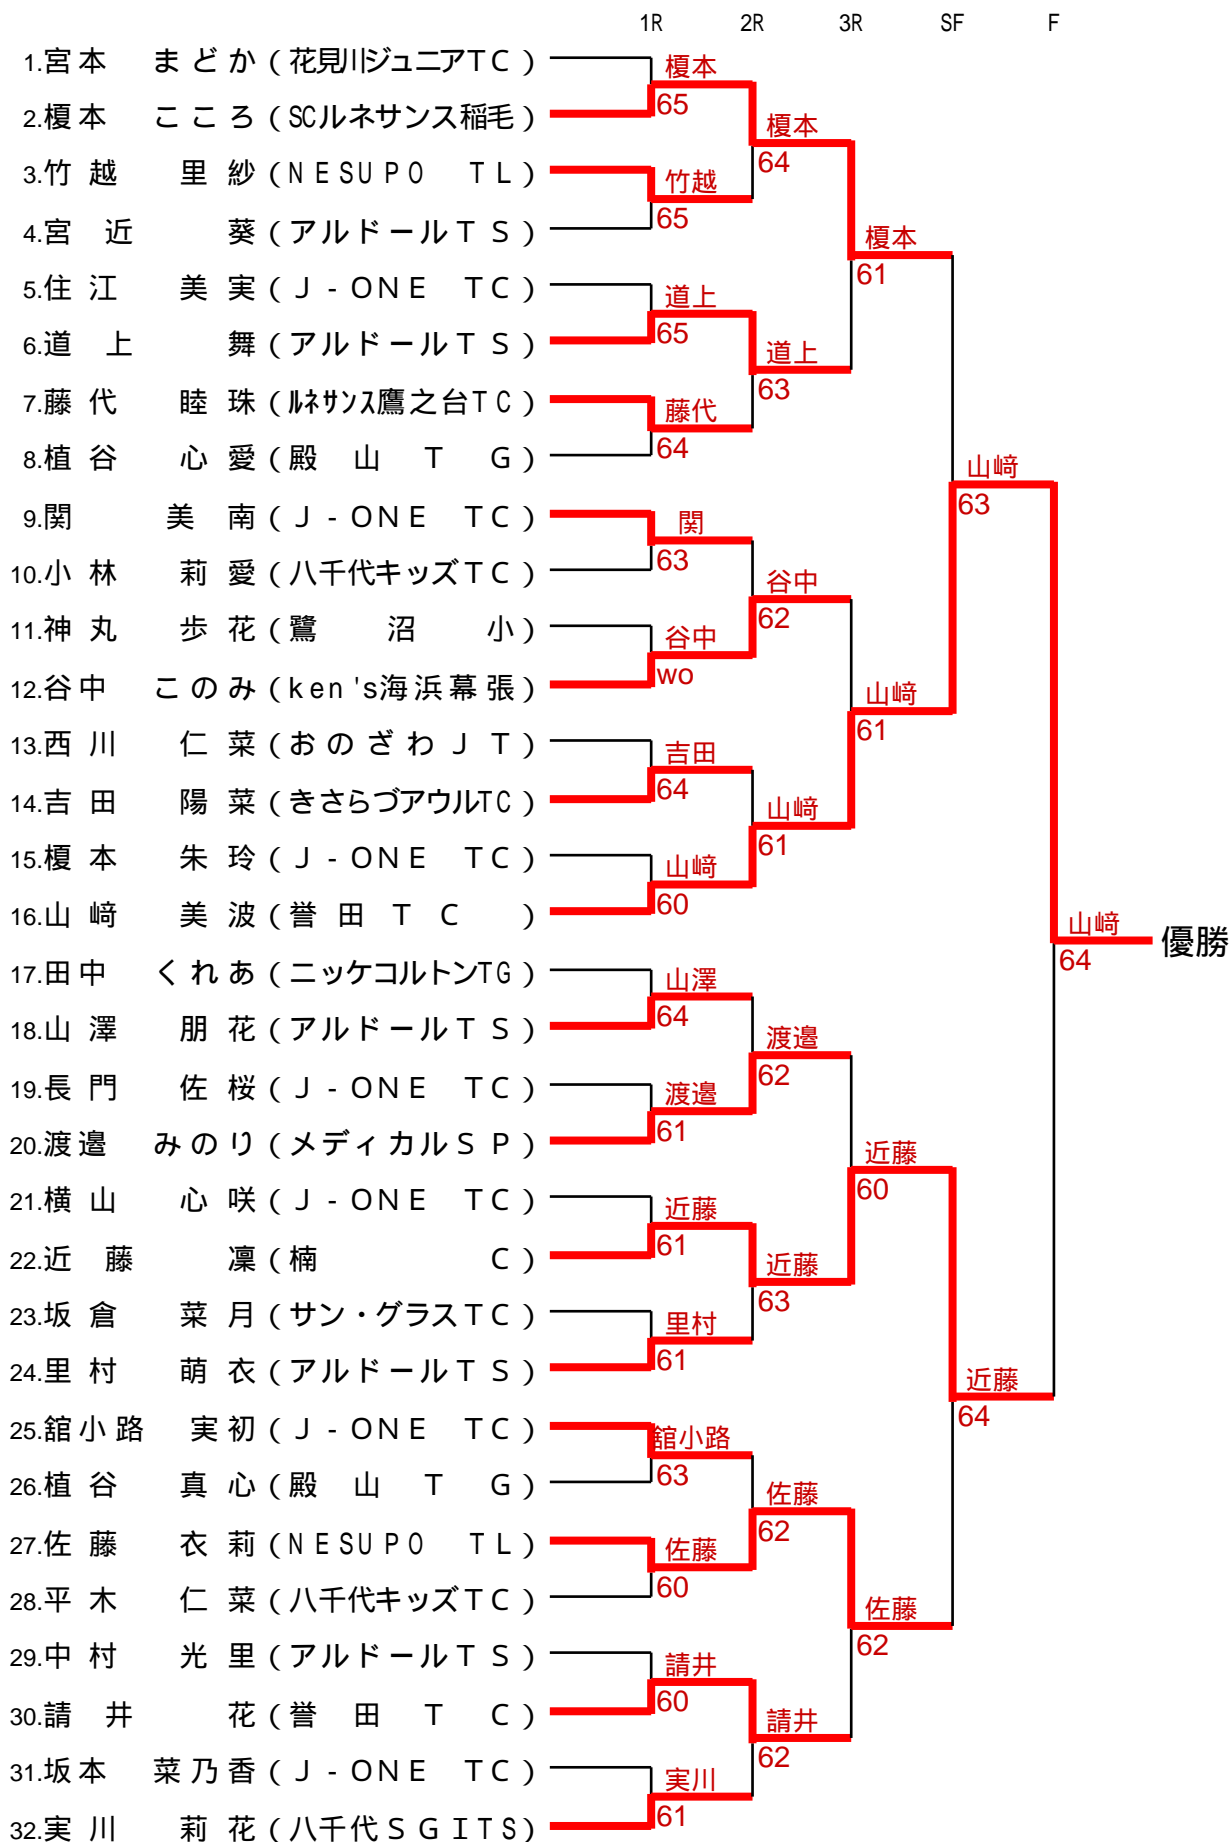 1R 2R 3R SF F
1.宮本 まどか(花見川ジュニアTC)
榎本
65
2.榎本 こころ(SCルネサンス稲毛)
榎本
64
3.竹越 里紗(NESUPO TL)
竹越
65
4.宮近 葵(アルドールTS)
榎本
61
5.住江 美実(J-ONE TC)
道上
65
6.道上 舞(アルドールTS)
道上
63
7.藤代 睦珠(ルネサンス鷹之台TC)
藤代
64
8.植谷 心愛(殿山TG)
山﨑
63
9.関 美南(J-ONE TC)
関
63
10.小林 莉愛(八千代キッズTC)
谷中
62
11.神丸 歩花(鷺沼小)
谷中
wo
12.谷中 このみ(ken's海浜幕張)
山﨑
61
13.西川 仁菜(おのざわJT)
吉田
64
14.吉田 陽菜(きさらづアウルTC)
山﨑
61
15.榎本 朱玲(J-ONE TC)
山﨑
60
16.山﨑 美波(誉田TC)
山﨑
64
優勝
17.田中 くれあ(ニッケコルトンTG)
山澤
64
18.山澤 朋花(アルドールTS)
渡邉
62
19.長門 佐桜(J-ONE TC)
渡邉
61
20.渡邉 みのり(メディカルSP)
近藤
60
21.横山 心咲(J-ONE TC)
近藤
61
22.近藤 凜(楠C)
近藤
63
23.坂倉 菜月(サン・グラスTC)
里村
61
24.里村 萌衣(アルドールTS)
近藤
64
25.舘小路 実初(J-ONE TC)
舘小路
63
26.植谷 真心(殿山TG)
佐藤
62
27.佐藤 衣莉(NESUPO TL)
佐藤
60
28.平木 仁菜(八千代キッズTC)
佐藤
62
29.中村 光里(アルドールTS)
請井
60
30.請井 花(誉田TC)
請井
62
31.坂本 菜乃香(J-ONE TC)
実川
61
32.実川 莉花(八千代SGITS)